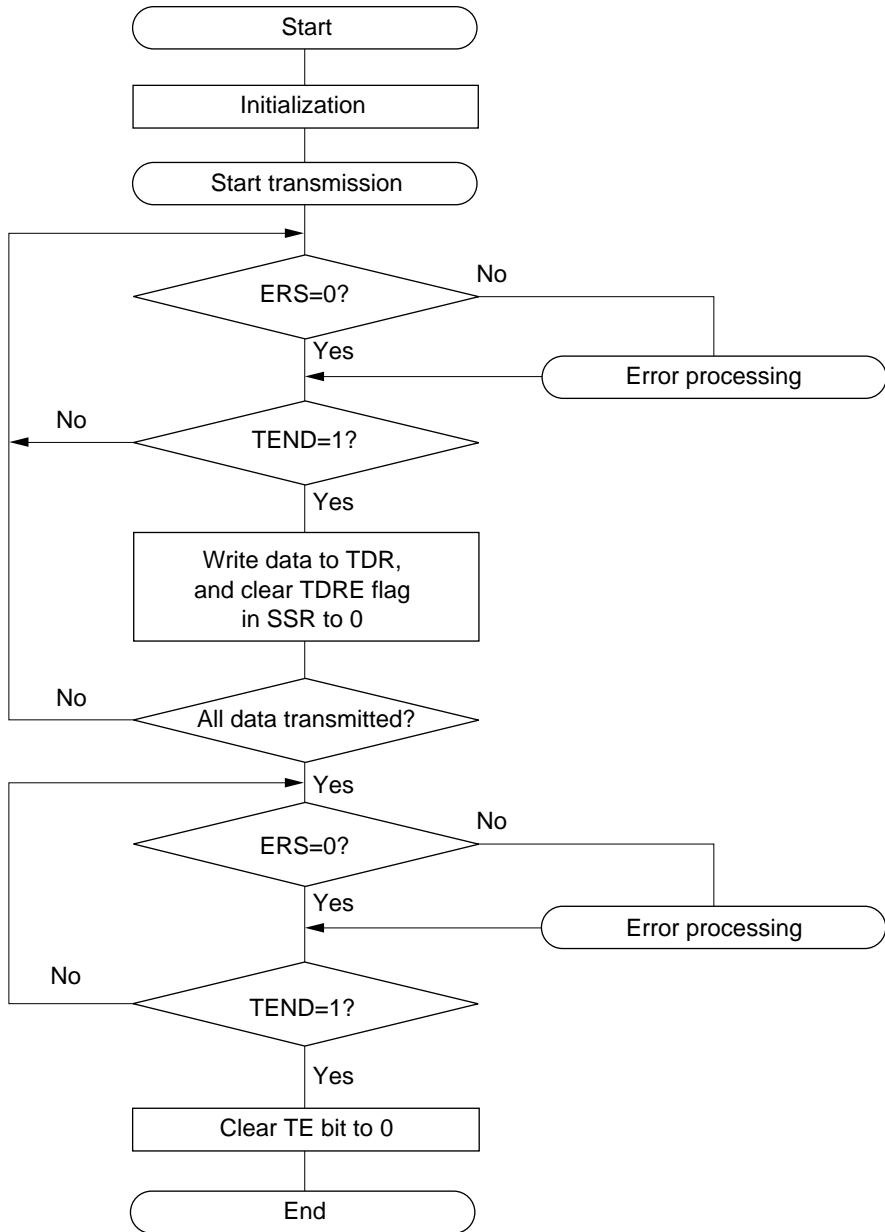 Start
Initialization
Start transmission
ERS=0?
No
Yes
Error processing
No
TEND=1?
Yes
Write data to TDR,
and clear TDRE flag
in SSR to 0
No
All data transmitted?
Yes
ERS=0?
No
Yes
Error processing
No
TEND=1?
Yes
Clear TE bit to 0
End